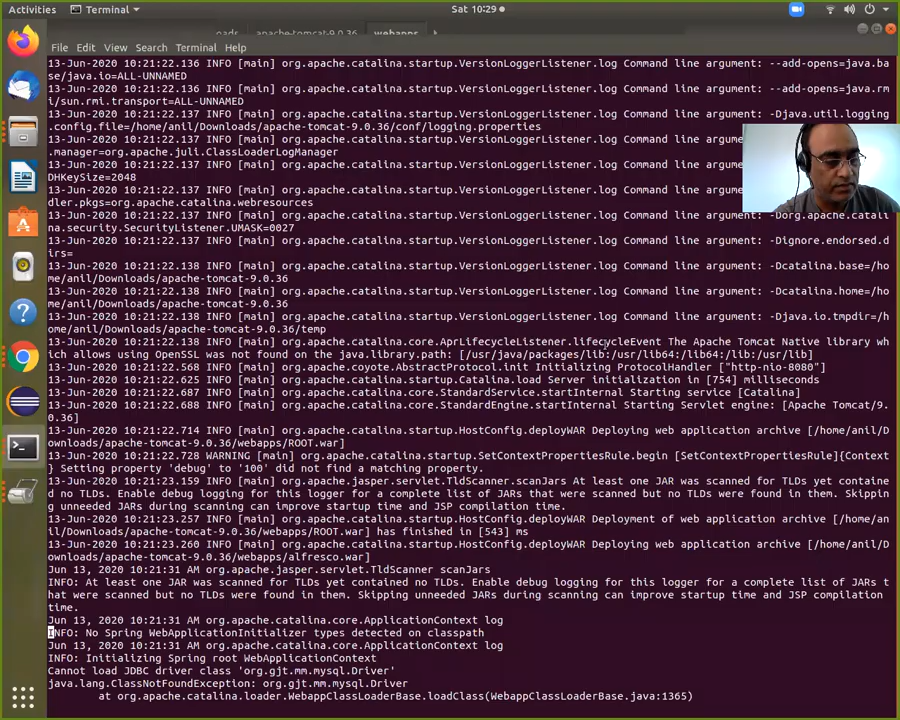 Activities
Terminal
Sat 10:29
apache-tomcat-9.0.36
webapps
File Edit View Search Terminal Help
13-Jun-2020 10:21:22.136 INFO [main] org.apache.catalina.startup.VersionLoggerListener.log Command line argument: --add-opens=java.ba
se/java.io=ALL-UNNAMED
13-Jun-2020 10:21:22.136 INFO [main] org.apache.catalina.startup.VersionLoggerListener.log Command line argument: --add-opens=java.rm
i/sun.rmi.transport=ALL-UNNAMED
13-Jun-2020 10:21:22.137 INFO [main] org.apache.catalina.startup.VersionLoggerListener.log Command line argument: -Djava.util.logging
.config.file=/home/anil/Downloads/apache-tomcat-9.0.36/conf/logging.properties
13-Jun-2020 10:21:22.137 INFO [main] org.apache.catalina.startup.VersionLoggerListener.log Command line argument:
.manager=org.apache.juli.ClassLoaderLogManager
13-Jun-2020 10:21:22.137 INFO [main] org.apache.catalina.startup.VersionLoggerListener.log Command line argument:
DHKeySize=2048
13-Jun-2020 10:21:22.137 INFO [main] org.apache.catalina.startup.VersionLoggerListener.log Command line argument:
dler.pkgs=org.apache.catalina.webresources
13-Jun-2020 10:21:22.137 INFO [main] org.apache.catalina.startup.VersionLoggerListener.log Command line argument: -Dorg.apache.catali
na.security.SecurityListener.UMASK=0027
13-Jun-2020 10:21:22.137 INFO [main] org.apache.catalina.startup.VersionLoggerListener.log Command line argument: -Dignore.endorsed.d
irs=
13-Jun-2020 10:21:22.138 INFO [main] org.apache.catalina.startup.VersionLoggerListener.log Command line argument: -Dcatalina.base=/ho
me/anil/Downloads/apache-tomcat-9.0.36
13-Jun-2020 10:21:22.138 INFO [main] org.apache.catalina.startup.VersionLoggerListener.log Command line argument: -Dcatalina.home=/ho
me/anil/Downloads/apache-tomcat-9.0.36
13-Jun-2020 10:21:22.138 INFO [main] org.apache.catalina.startup.VersionLoggerListener.log Command line argument: -Djava.io.tmpdir=/h
ome/anil/Downloads/apache-tomcat-9.0.36/temp
13-Jun-2020 10:21:22.138 INFO [main] org.apache.catalina.core.AprLifecycleListener.lifecycleEvent The Apache Tomcat Native library wh
ich allows using OpenSSL was not found on the java.library.path: [/usr/java/packages/lib:/usr/lib64:/lib64:/lib:/usr/lib]
13-Jun-2020 10:21:22.568 INFO [main] org.apache.coyote.AbstractProtocol.init Initializing ProtocolHandler ["http-nio-8080"]
13-Jun-2020 10:21:22.625 INFO [main] org.apache.catalina.startup.Catalina.load Server initialization in [754] milliseconds
13-Jun-2020 10:21:22.687 INFO [main] org.apache.catalina.core.StandardService.startInternal Starting service [Catalina]
13-Jun-2020 10:21:22.688 INFO [main] org.apache.catalina.core.StandardEngine.startInternal Starting Servlet engine: [Apache Tomcat/9.
0.36]
13-Jun-2020 10:21:22.714 INFO [main] org.apache.catalina.startup.HostConfig.deployWAR Deploying web application archive [/home/anil/D
ownloads/apache-tomcat-9.0.36/webapps/ROOT.war]
13-Jun-2020 10:21:22.728 WARNING [main] org.apache.catalina.startup.SetContextPropertiesRule.begin [SetContextPropertiesRule]{Context
} Setting property 'debug' to '100' did not find a matching property.
13-Jun-2020 10:21:23.159 INFO [main] org.apache.jasper.servlet.TldScanner.scanJars At least one JAR was scanned for TLDs yet containe
d no TLDs. Enable debug logging for this logger for a complete list of JARs that were scanned but no TLDs were found in them. Skippin
g unneeded JARs during scanning can improve startup time and JSP compilation time.
13-Jun-2020 10:21:23.257 INFO [main] org.apache.catalina.startup.HostConfig.deployWAR Deployment of web application archive [/home/an
il/Downloads/apache-tomcat-9.0.36/webapps/ROOT.war] has finished in [543] ms
13-Jun-2020 10:21:23.260 INFO [main] org.apache.catalina.startup.HostConfig.deployWAR Deploying web application archive [/home/anil/D
ownloads/apache-tomcat-9.0.36/webapps/alfresco.war]
Jun 13, 2020 10:21:31 AM org.apache.jasper.servlet.TldScanner scanJars
INFO: At least one JAR was scanned for TLDs yet contained no TLDs. Enable debug logging for this logger for a complete list of JARs t
hat were scanned but no TLDs were found in them. Skipping unneeded JARs during scanning can improve startup time and JSP compilation
time.
Jun 13, 2020 10:21:31 AM org.apache.catalina.core.ApplicationContext log
INFO: No Spring WebApplicationInitializer types detected on classpath
Jun 13, 2020 10:21:31 AM org.apache.catalina.core.ApplicationContext log
INFO: Initializing Spring root WebApplicationContext
Cannot load JDBC driver class 'org.gjt.mm.mysql.Driver'
java.lang.ClassNotFoundException: org.gjt.mm.mysql.Driver
at org.apache.catalina.loader.WebappClassLoaderBase.loadClass(WebappClassLoaderBase.java:1365)